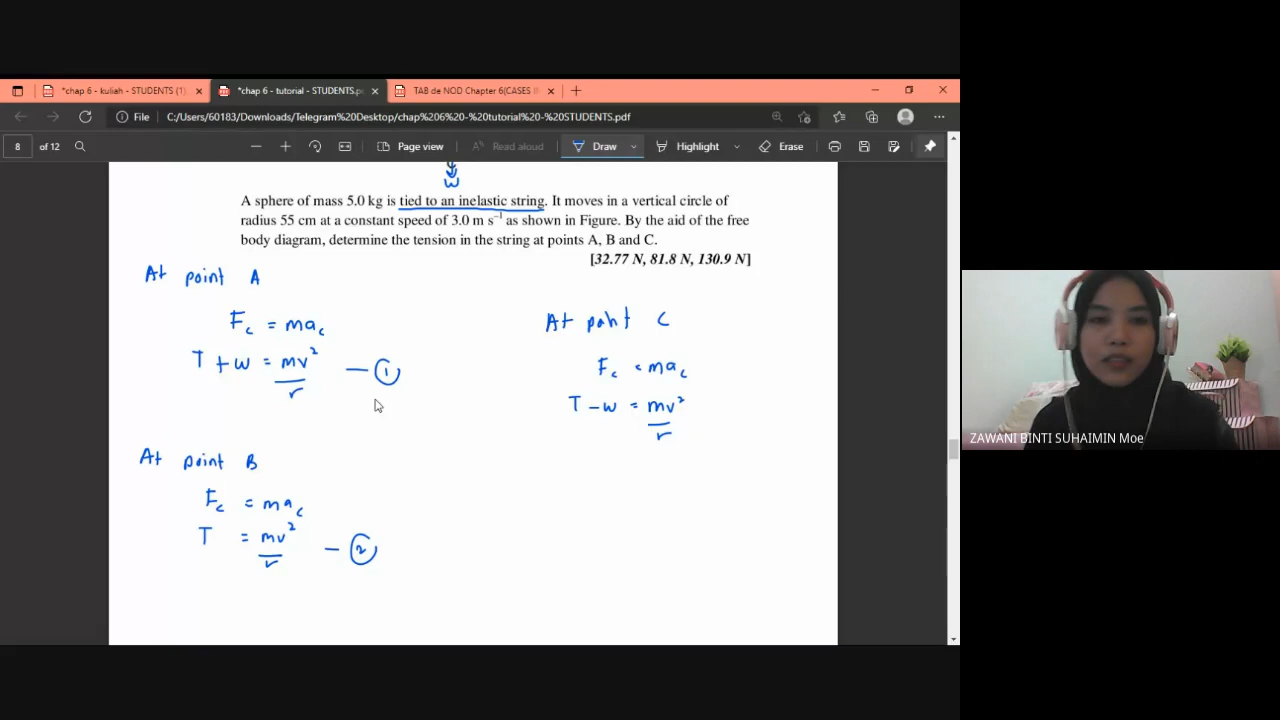 *chap 6 - kuliah - STUDENTS (1).
*chap 6 - tutorial - STUDENTS.p
TAB de NOD Chapter 6(CASES
File C:/Users/60183/Downloads/Telegram%20Desktop/chap%206%20-%20tutorial%20-%20STUDENTS.pdf
8 of 12 Page view Read aloud Draw Highlight Erase
W
A sphere of mass 5.0 kg is tied to an inelastic string. It moves in a vertical circle of
radius 55 cm at a constant speed of 3.0 m s⁻¹ as shown in Figure. By the aid of the free
body diagram, determine the tension in the string at points A, B and C.
[32.77 N, 81.8 N, 130.9 N]
At point A
Fc = mac
T + W = mv²/r — ①
At point B
Fc = mac
T = mv²/r — ②
At point C
Fc = mac
T – W = mv²/r
ZAWANI BINTI SUHAIMIN Moe